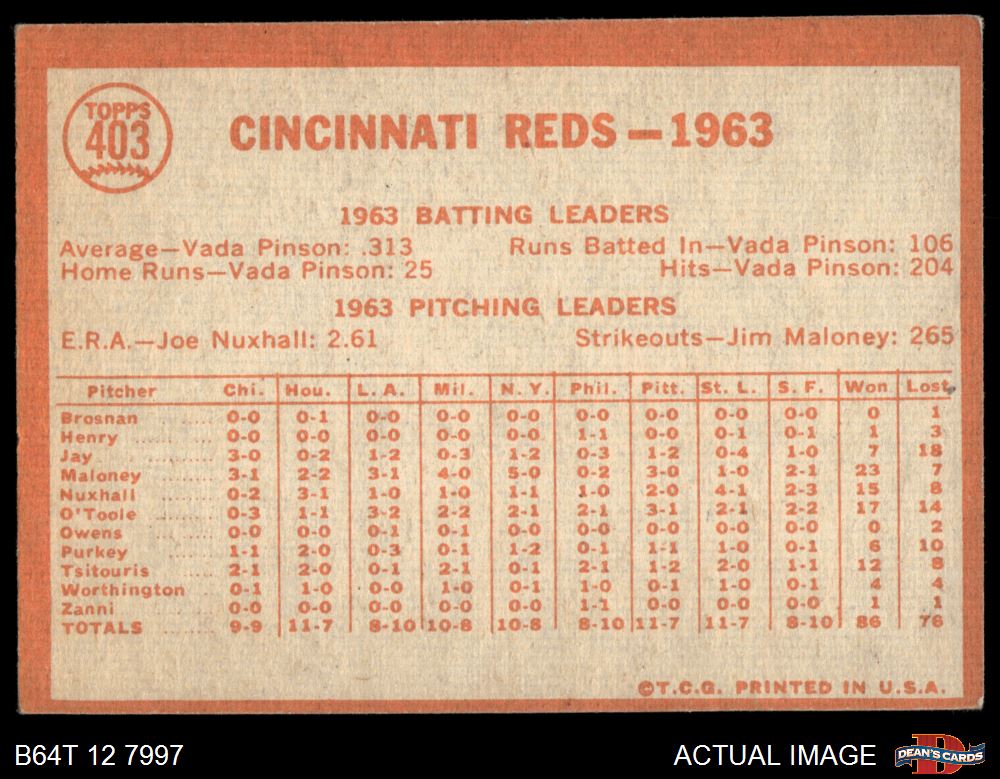 TOPPS
403
CINCINNATI REDS—1963
1963 BATTING LEADERS
Average—Vada Pinson: .313 Runs Batted In—Vada Pinson: 106
Home Runs—Vada Pinson: 25 Hits—Vada Pinson: 204
1963 PITCHING LEADERS
E.R.A.—Joe Nuxhall: 2.61 Strikeouts—Jim Maloney: 265
Pitcher Chi. Hou. L.A. Mil. N.Y. Phil. Pitt. St. L. S.F. Won Lost
Brosnan ........ 0-0 0-1 0-0 0-0 0-0 0-0 0-0 0-0 0-0 0 1
Henry ........ 0-0 0-0 0-0 0-0 0-0 1-1 0-0 0-1 0-1 1 3
Jay ........ 3-0 0-2 1-2 0-3 1-2 0-3 1-2 0-4 1-0 7 18
Maloney ........ 3-1 2-2 3-1 4-0 5-0 0-2 3-0 1-0 2-1 23 7
Nuxhall ........ 0-2 3-1 1-0 1-0 1-1 1-0 2-0 4-1 2-3 15 8
O'Toole ........ 0-3 1-1 3-2 2-2 2-1 2-1 3-1 2-1 2-2 17 14
Owens ........ 0-0 0-0 0-1 0-1 0-0 0-0 0-0 0-0 0-0 0 2
Purkey ........ 1-1 2-0 0-3 0-1 1-2 0-1 1-1 1-0 0-1 6 10
Tsitouris ..... 2-1 2-0 0-1 2-1 0-1 2-1 1-2 2-0 1-1 12 8
Worthington .... 0-1 1-0 0-0 1-0 0-1 1-0 0-1 1-0 0-1 4 4
Zanni ........ 0-0 0-0 0-0 0-0 0-0 1-1 0-0 0-0 0-0 1 1
TOTALS ........ 9-9 11-7 8-10 10-8 10-8 8-10 11-7 11-7 8-10 86 76
©T.C.G. PRINTED IN U.S.A.
B64T 12 7997 ACTUAL IMAGE DEAN'S CARDS